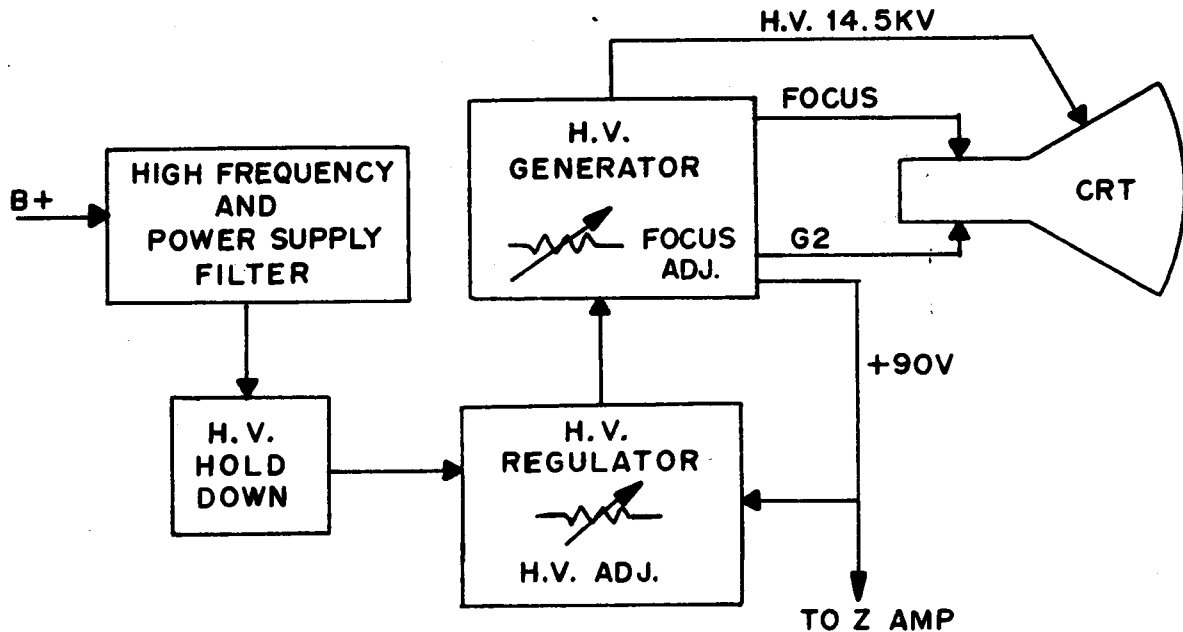 H.V. 14.5KV
FOCUS
H.V.
GENERATOR
FOCUS
ADJ.
G2
CRT
B+
HIGH FREQUENCY
AND
POWER SUPPLY
FILTER
+90V
H.V.
HOLD
DOWN
H.V.
REGULATOR
H.V. ADJ.
TO Z AMP